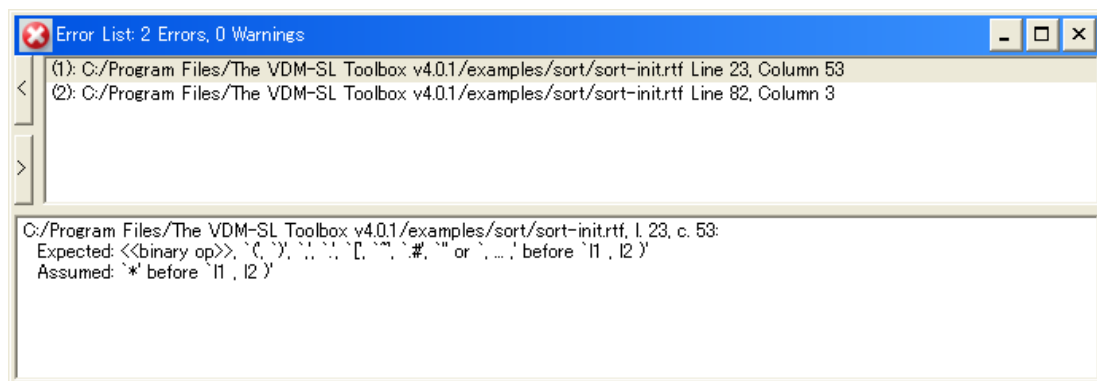 Error List: 2 Errors, 0 Warnings
(1): C:/Program Files/The VDM-SL Toolbox v4.0.1/examples/sort/sort-init.rtf Line 23, Column 53
(2): C:/Program Files/The VDM-SL Toolbox v4.0.1/examples/sort/sort-init.rtf Line 82, Column 3
<
>
C:/Program Files/The VDM-SL Toolbox v4.0.1/examples/sort/sort-init.rtf, l. 23, c. 53:
Expected: <<binary op>>, `(', `)', `,', `.', `[', `~', `.#', `'' or `, ... ,' before `l1 , l2 )'
Assumed: `*' before `l1 , l2 )'